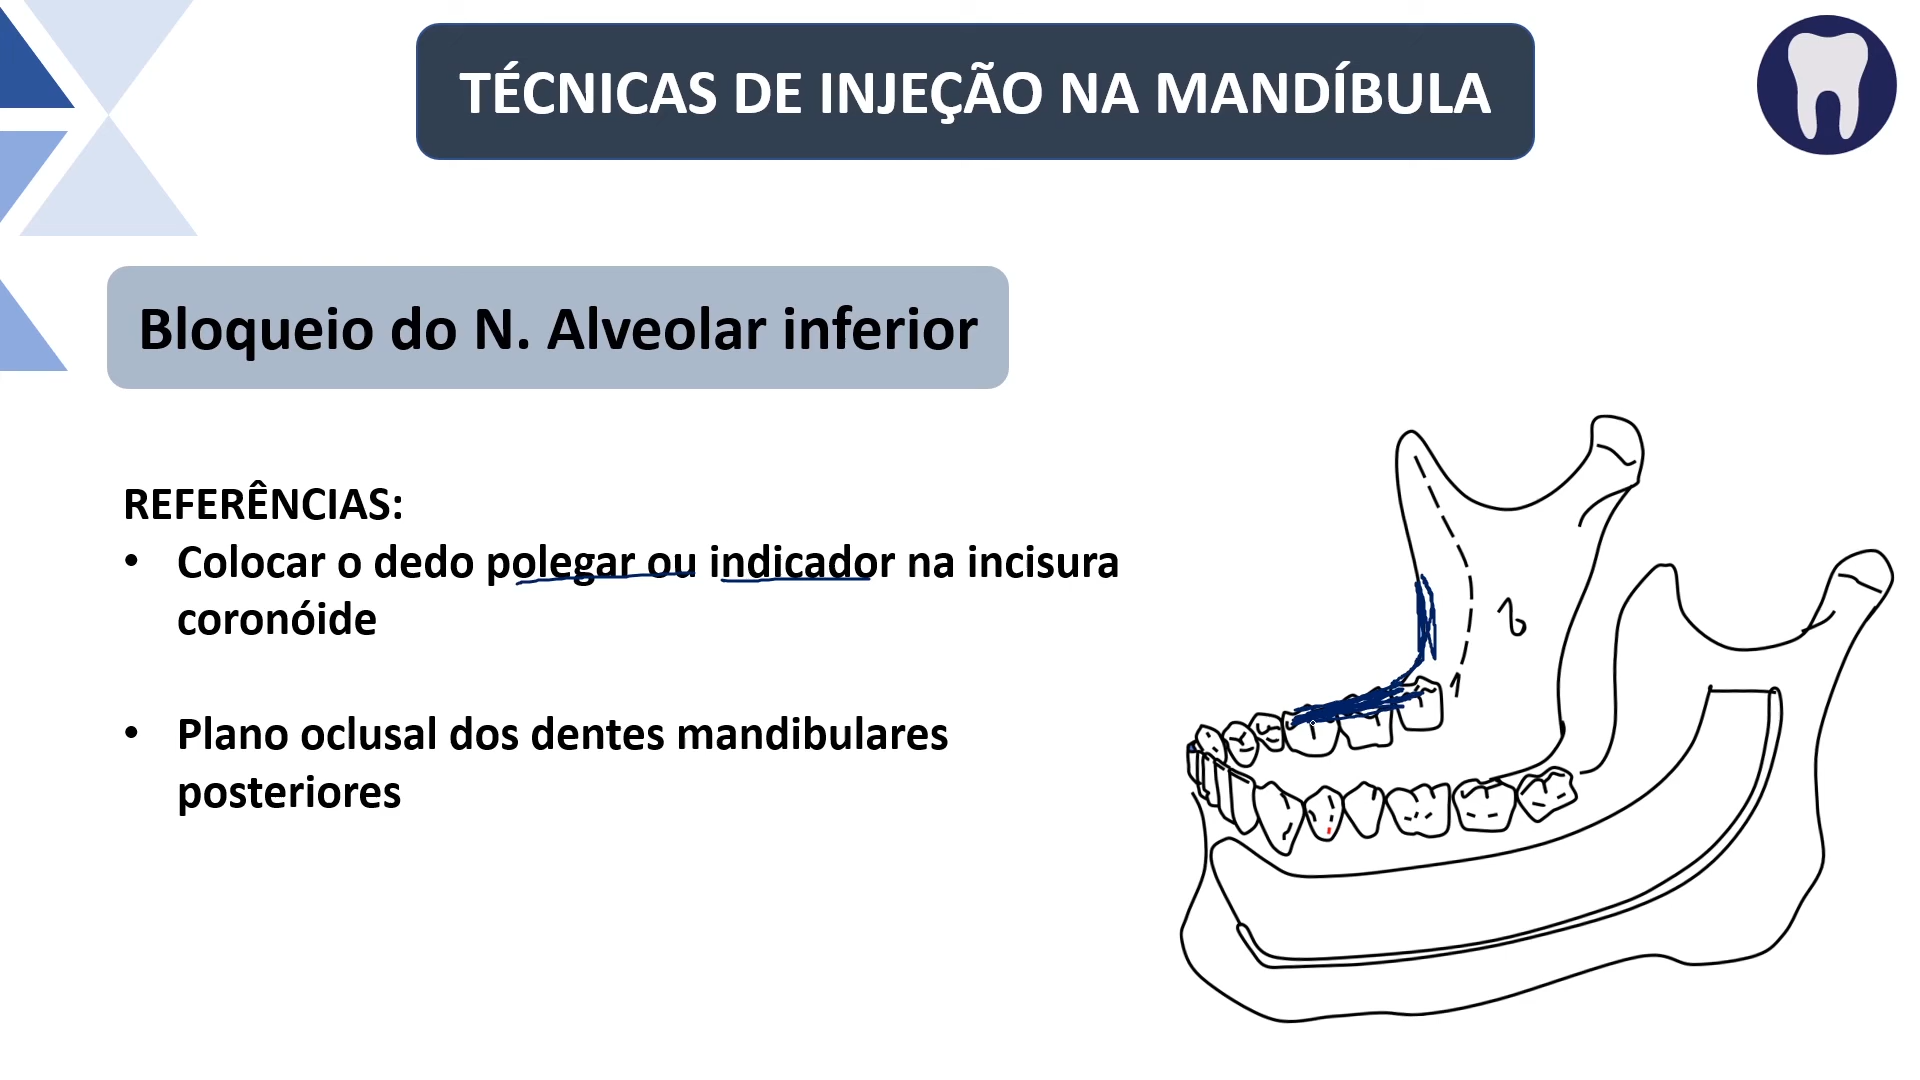 TÉCNICAS DE INJEÇÃO NA MANDÍBULA
Bloqueio do N. Alveolar inferior
REFERÊNCIAS:
• Colocar o dedo polegar ou indicador na incisura
coronóide
• Plano oclusal dos dentes mandibulares
posteriores